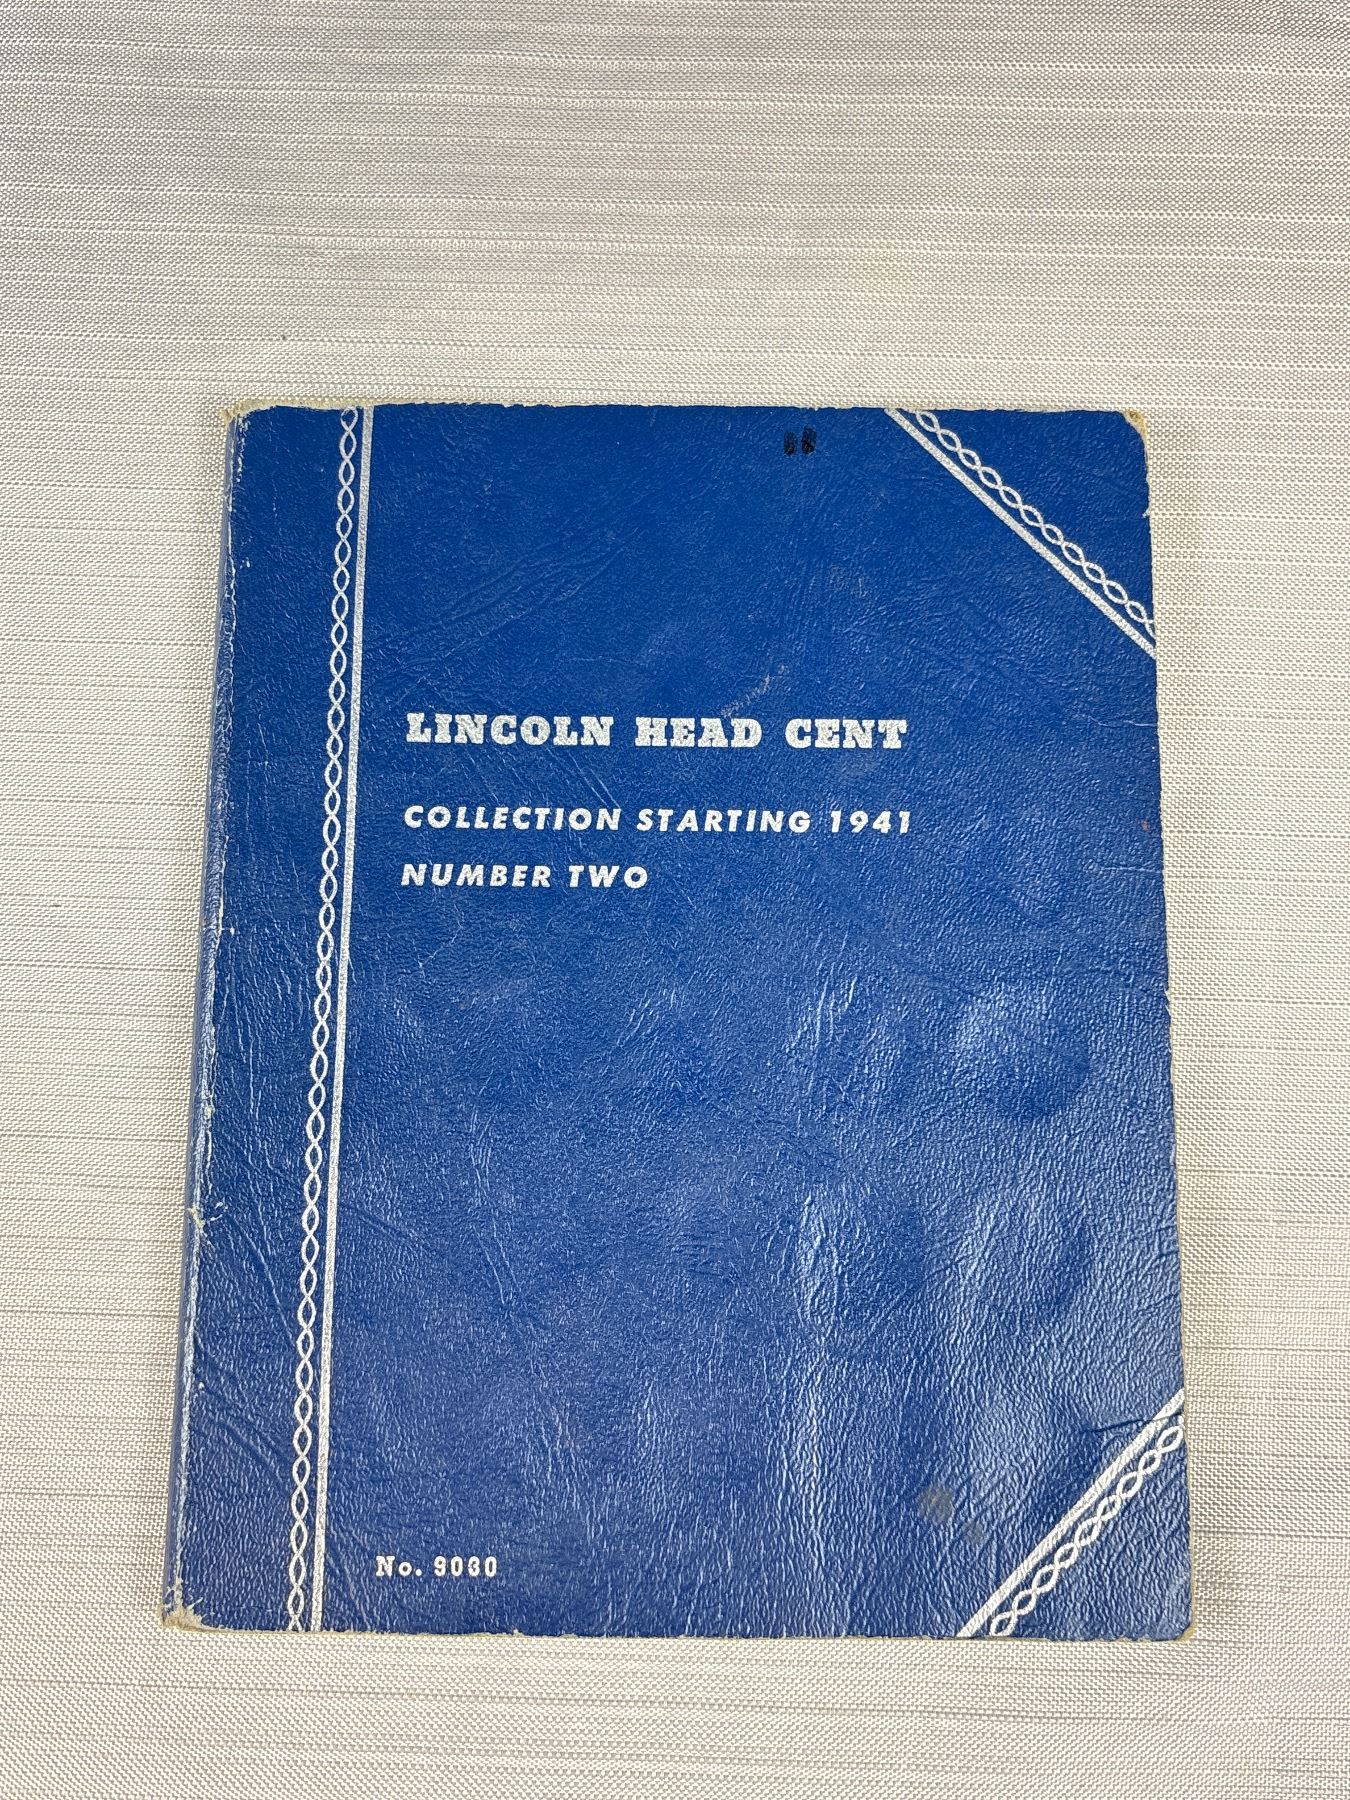 LINCOLN HEAD CENT
COLLECTION STARTING 1941
NUMBER TWO
No. 9030